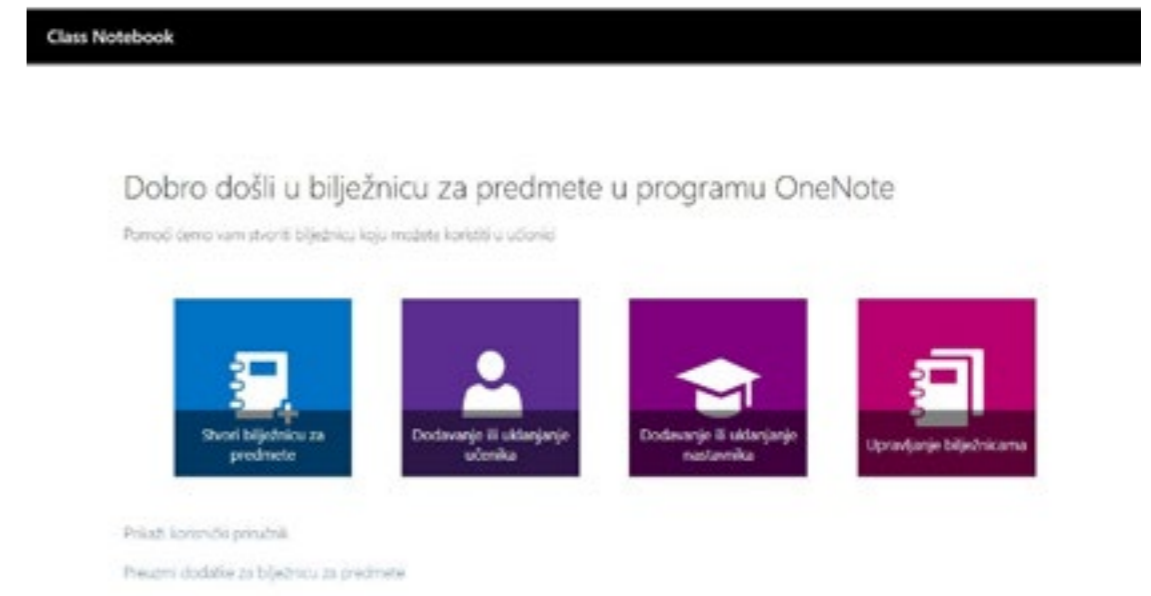 Class Notebook
Dobro došli u bilježnicu za predmete u programu OneNote
Pomoći ćemo vam stvoriti bilježnicu koju možete koristiti u učionici
Stvori bilježnicu za
predmete
Dodavanje ili uklanjanje
učenika
Dodavanje ili uklanjanje
nastavnika
Upravljanje bilježnicama
Prikaži korisnički priručnik
Preuzmi dodatke za bilježnicu za predmete